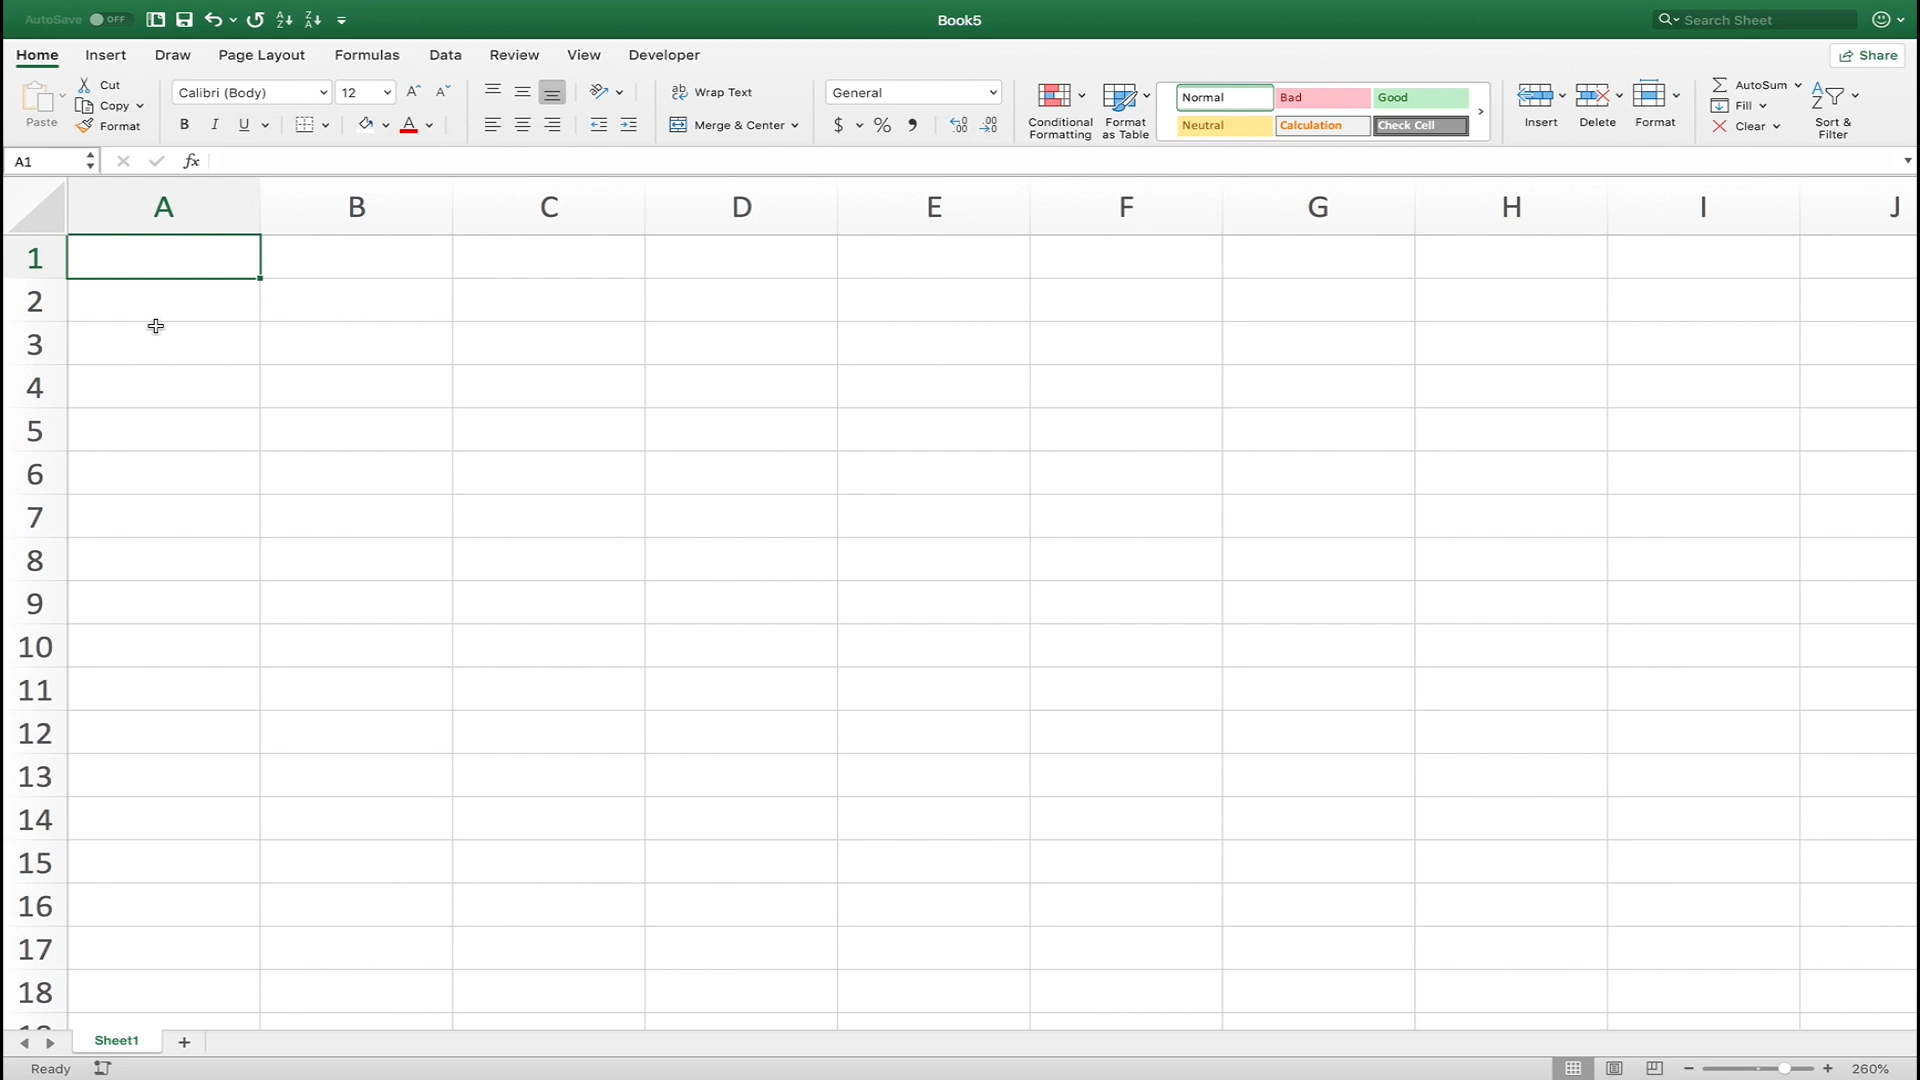 AutoSave OFF Book5 Search Sheet
Home Insert Draw Page Layout Formulas Data Review View Developer Share
Paste Cut Copy Format
Calibri (Body) 12
B I U A
Wrap Text
Merge & Center
General
$ % ,
Conditional Formatting
Format as Table
Normal Bad Good
Neutral Calculation Check Cell
Insert Delete Format
AutoSum
Fill
Clear
Sort & Filter
A1 fx
A B C D E F G H I J
1
2
3
4
5
6
7
8
9
10
11
12
13
14
15
16
17
18
Sheet1
Ready 260%